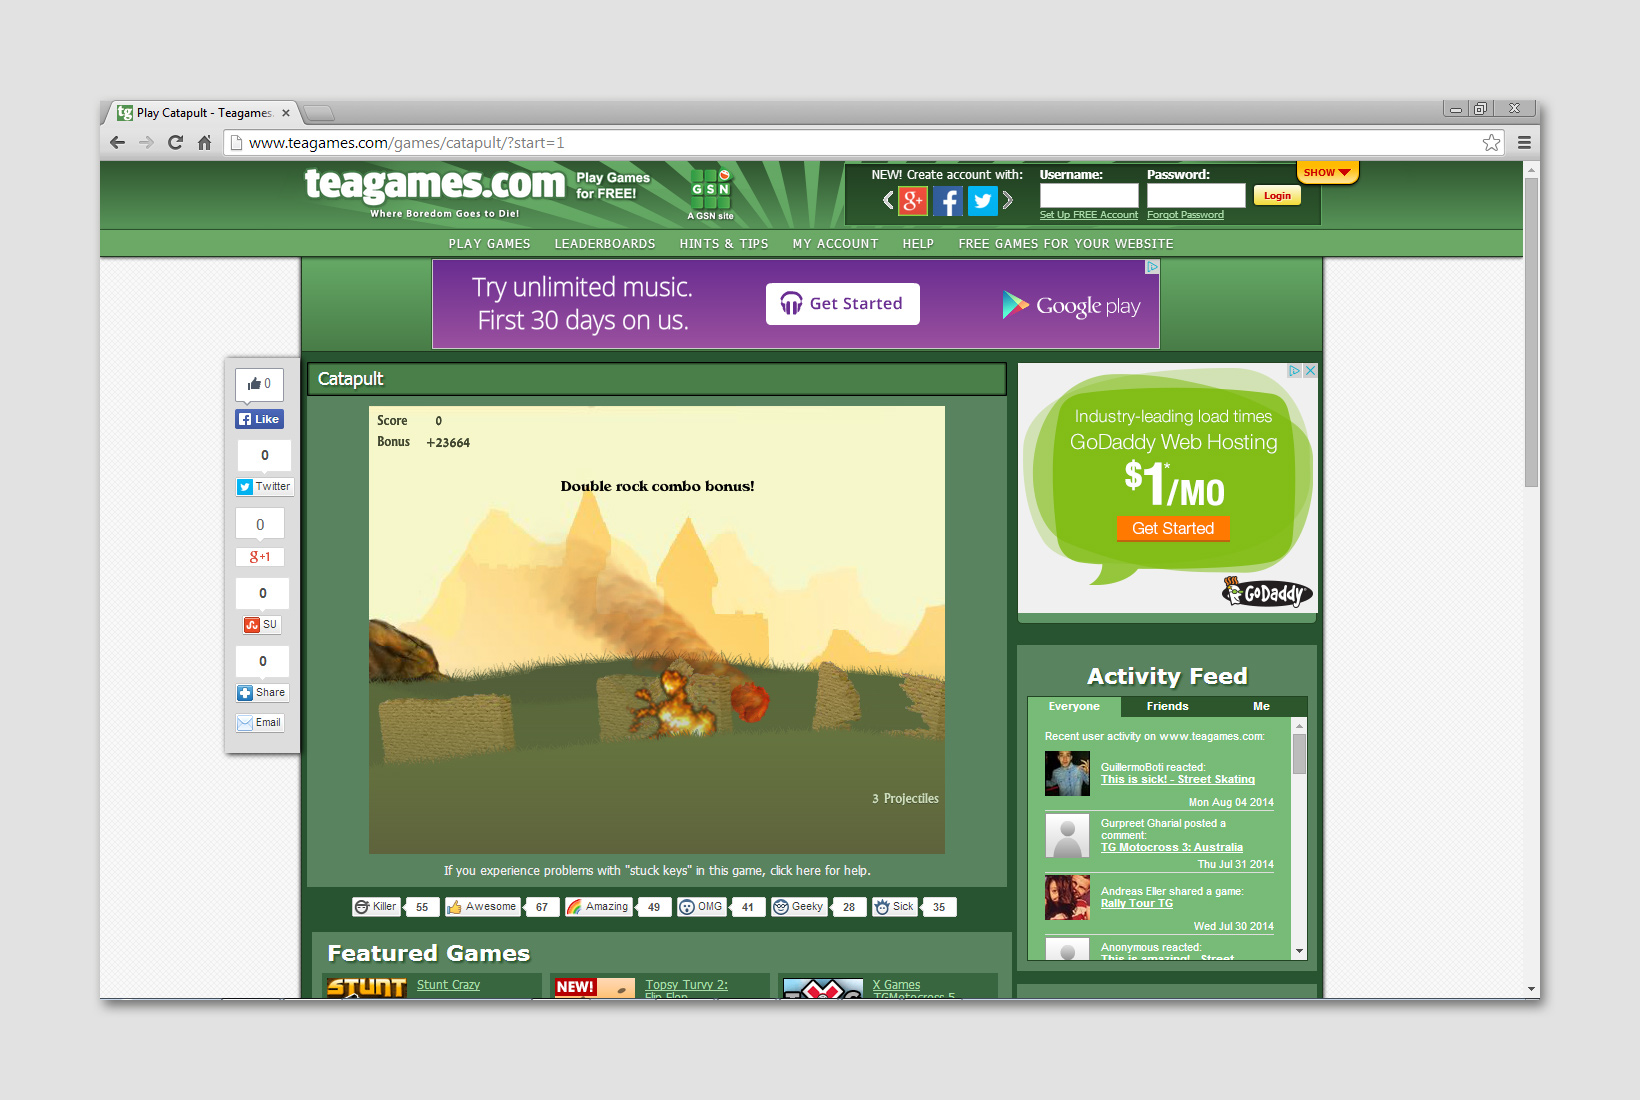 Play Catapult - Teagames.
www.teagames.com/games/catapult/?start=1
teagames.com
Play Games
for FREE!
Where Boredom Goes to Die!
GSN
A GSN site
NEW! Create account with:
Username:
Password:
SHOW
Login
Set Up FREE Account
Forgot Password
PLAY GAMES LEADERBOARDS HINTS & TIPS MY ACCOUNT HELP FREE GAMES FOR YOUR WEBSITE
Try unlimited music.
First 30 days on us.
Get Started
Google play
0
Like
0
Twitter
0
g+1
0
SU
0
Share
Email
Catapult
Score 0
Bonus +23664
Double rock combo bonus!
3 Projectiles
If you experience problems with "stuck keys" in this game, click here for help.
Killer 55 Awesome 67 Amazing 49 OMG 41 Geeky 28 Sick 35
Featured Games
STUNT
Stunt Crazy
NEW!
Topsy Turvy 2:
Flip Flop
X Games
TGMotocross 5
Industry-leading load times
GoDaddy Web Hosting
$1*/MO
Get Started
GoDaddy
Activity Feed
Everyone Friends Me
Recent user activity on www.teagames.com:
GuillermoBoti reacted:
This is sick! - Street Skating
Mon Aug 04 2014
Gurpreet Gharial posted a
comment:
TG Motocross 3: Australia
Thu Jul 31 2014
Andreas Eller shared a game:
Rally Tour TG
Wed Jul 30 2014
Anonymous reacted:
This is amazing! - Street